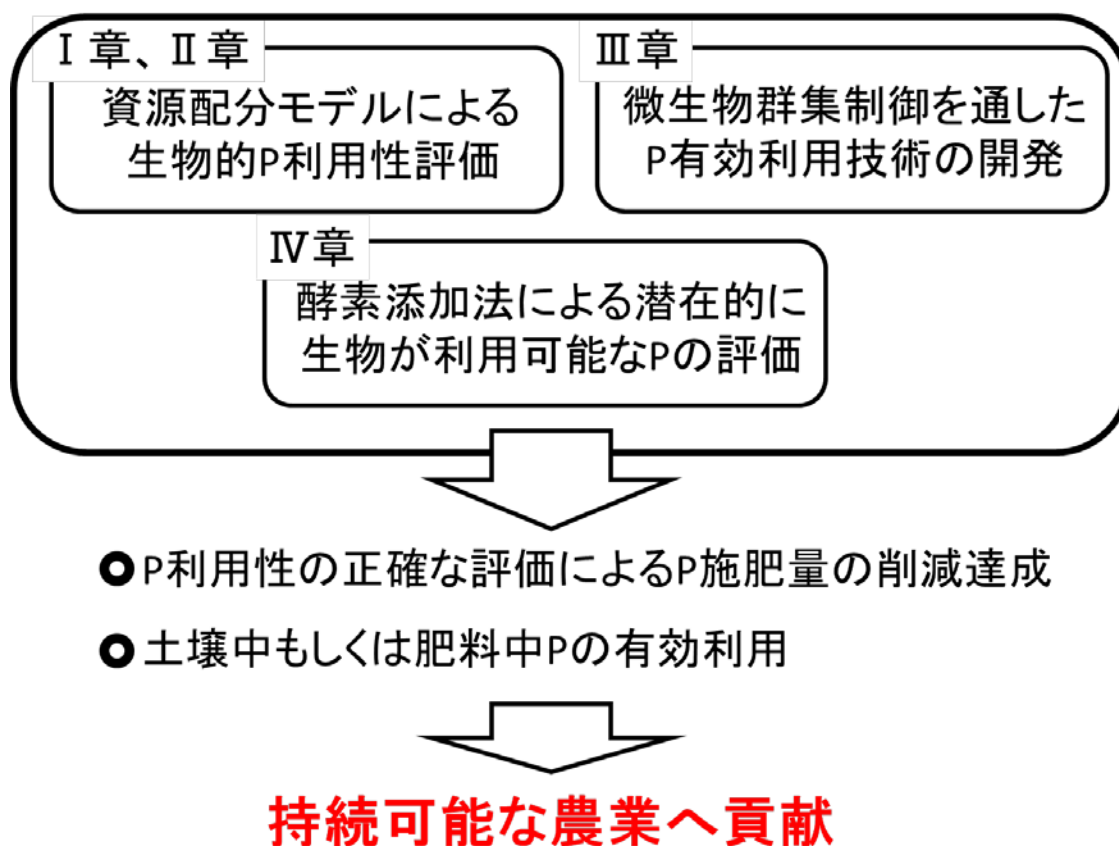 Ⅰ章、Ⅱ章
資源配分モデルによる
生物的P利用性評価
Ⅲ章
微生物群集制御を通した
P有効利用技術の開発
Ⅳ章
酵素添加法による潜在的に
生物が利用可能なPの評価
P利用性の正確な評価によるP施肥量の削減達成
土壌中もしくは肥料中Pの有効利用
持続可能な農業へ貢献